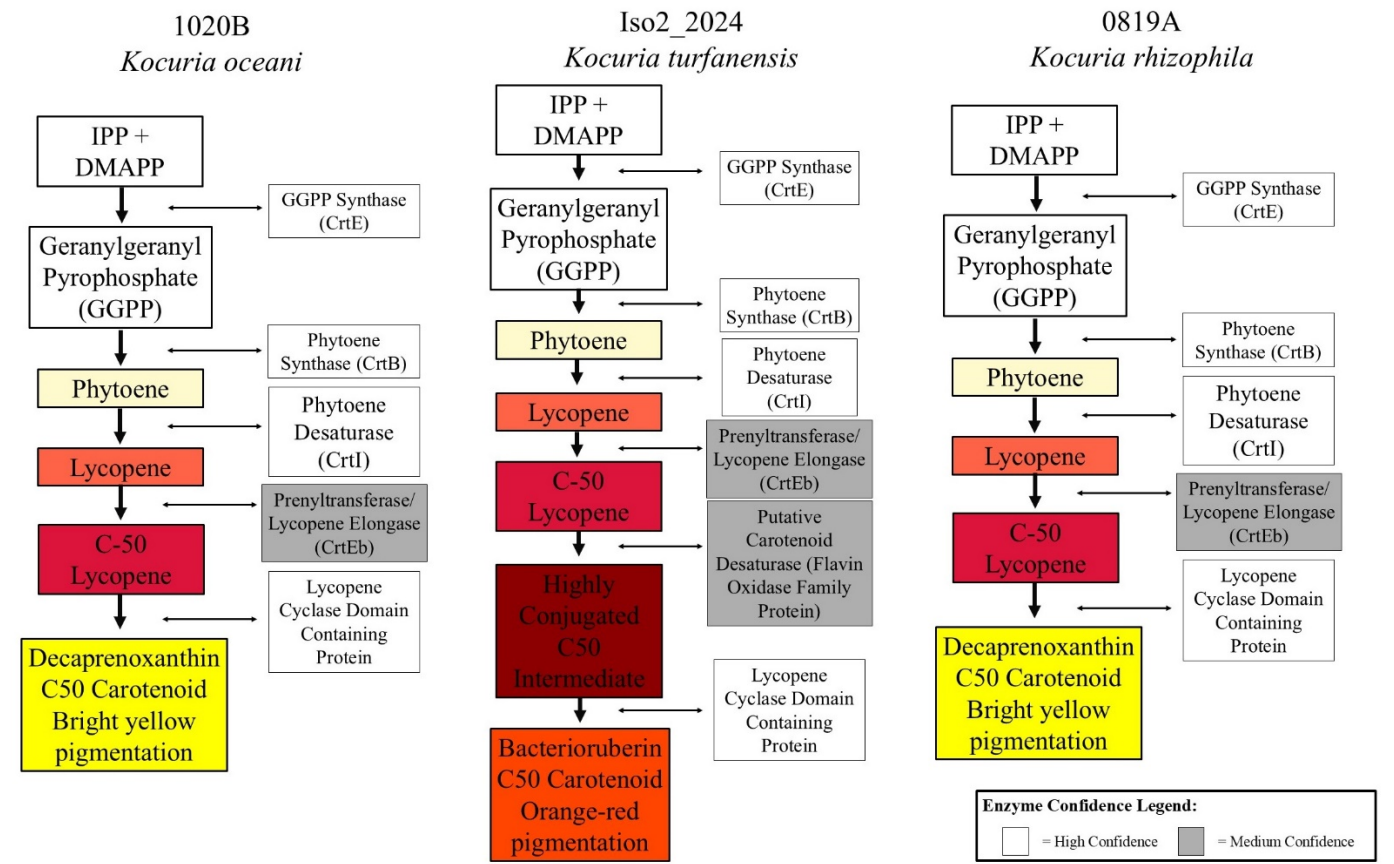 1020B
Kocuria oceani
IPP +
DMAPP
GGPP Synthase
(CrtE)
Geranylgeranyl
Pyrophosphate
(GGPP)
Phytoene
Synthase (CrtB)
Phytoene
Phytoene
Desaturase
(CrtI)
Lycopene
Prenyltransferase/
Lycopene Elongase
(CrtEb)
C-50
Lycopene
Lycopene
Cyclase Domain
Containing
Protein
Decaprenoxanthin
C50 Carotenoid
Bright yellow
pigmentation
Iso2_2024
Kocuria turfanensis
IPP +
DMAPP
GGPP Synthase
(CrtE)
Geranylgeranyl
Pyrophosphate
(GGPP)
Phytoene
Synthase (CrtB)
Phytoene
Phytoene
Desaturase
(CrtI)
Lycopene
Prenyltransferase/
Lycopene Elongase
(CrtEb)
C-50
Lycopene
Putative
Carotenoid
Desaturase (Flavin
Oxidase Family
Protein)
Highly
Conjugated
C50
Intermediate
Lycopene
Cyclase Domain
Containing
Protein
Bacterioruberin
C50 Carotenoid
Orange-red
pigmentation
0819A
Kocuria rhizophila
IPP +
DMAPP
GGPP Synthase
(CrtE)
Geranylgeranyl
Pyrophosphate
(GGPP)
Phytoene
Synthase (CrtB)
Phytoene
Phytoene
Desaturase
(CrtI)
Lycopene
Prenyltransferase/
Lycopene Elongase
(CrtEb)
C-50
Lycopene
Lycopene
Cyclase Domain
Containing
Protein
Decaprenoxanthin
C50 Carotenoid
Bright yellow
pigmentation
Enzyme Confidence Legend:
= High Confidence
= Medium Confidence